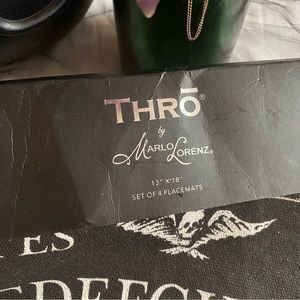 THRō®
by
MARLO LORENZ®
13" X 18"
SET OF 4 PLACEMATS